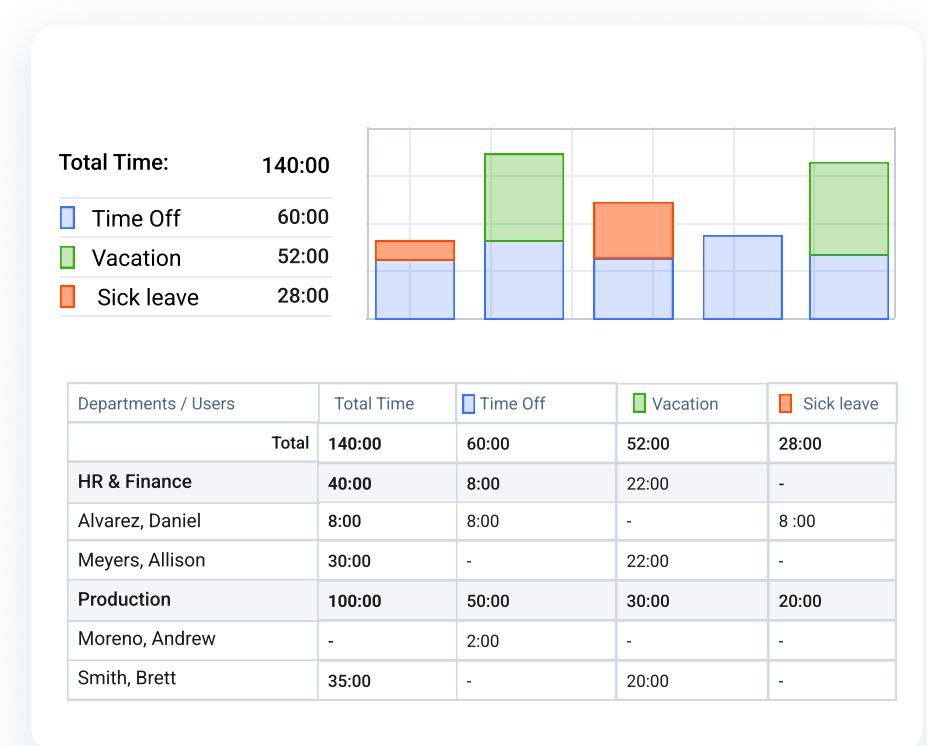 Total Time: 140:00
Time Off 60:00
Vacation 52:00
Sick leave 28:00
Departments / Users Total Time Time Off Vacation Sick leave
Total 140:00 60:00 52:00 28:00
HR & Finance 40:00 8:00 22:00 -
Alvarez, Daniel 8:00 8:00 - 8 :00
Meyers, Allison 30:00 - 22:00 -
Production 100:00 50:00 30:00 20:00
Moreno, Andrew - 2:00 - -
Smith, Brett 35:00 - 20:00 -